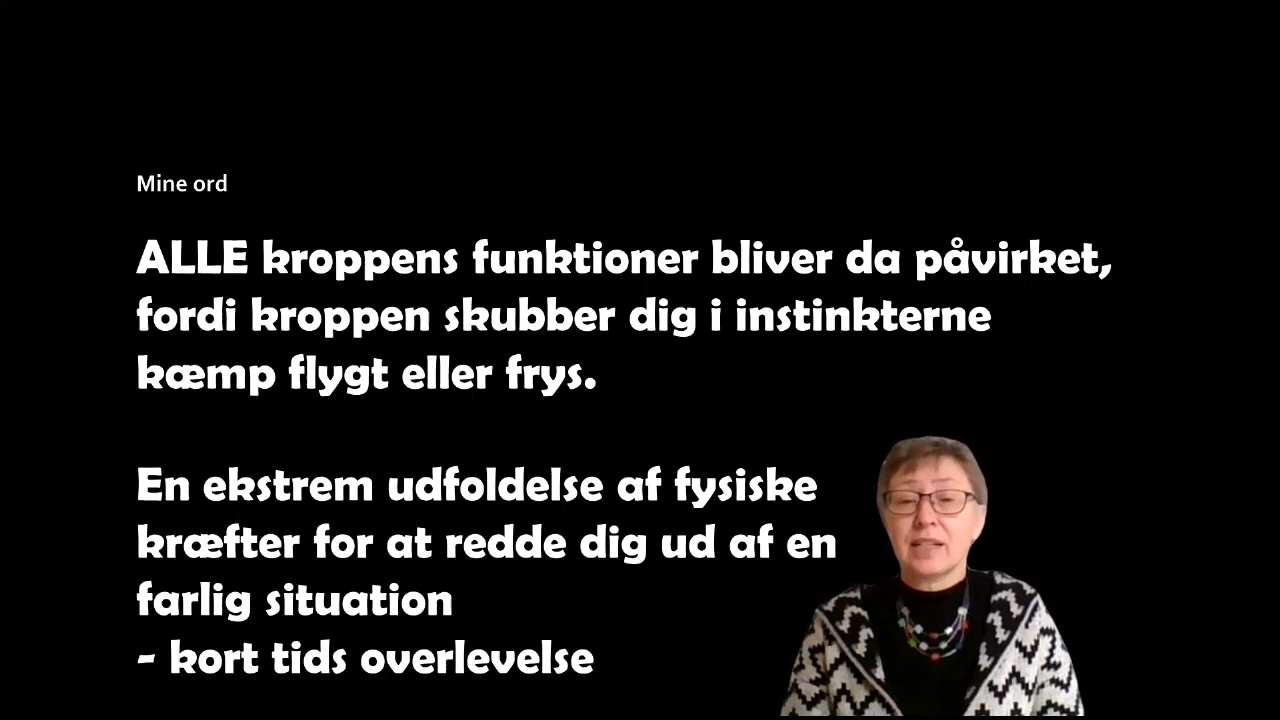 Mine ord
ALLE kroppens funktioner bliver da påvirket,
fordi kroppen skubber dig i instinkterne
kæmp flygt eller frys.
En ekstrem udfoldelse af fysiske
kræfter for at redde dig ud af en
farlig situation
- kort tids overlevelse